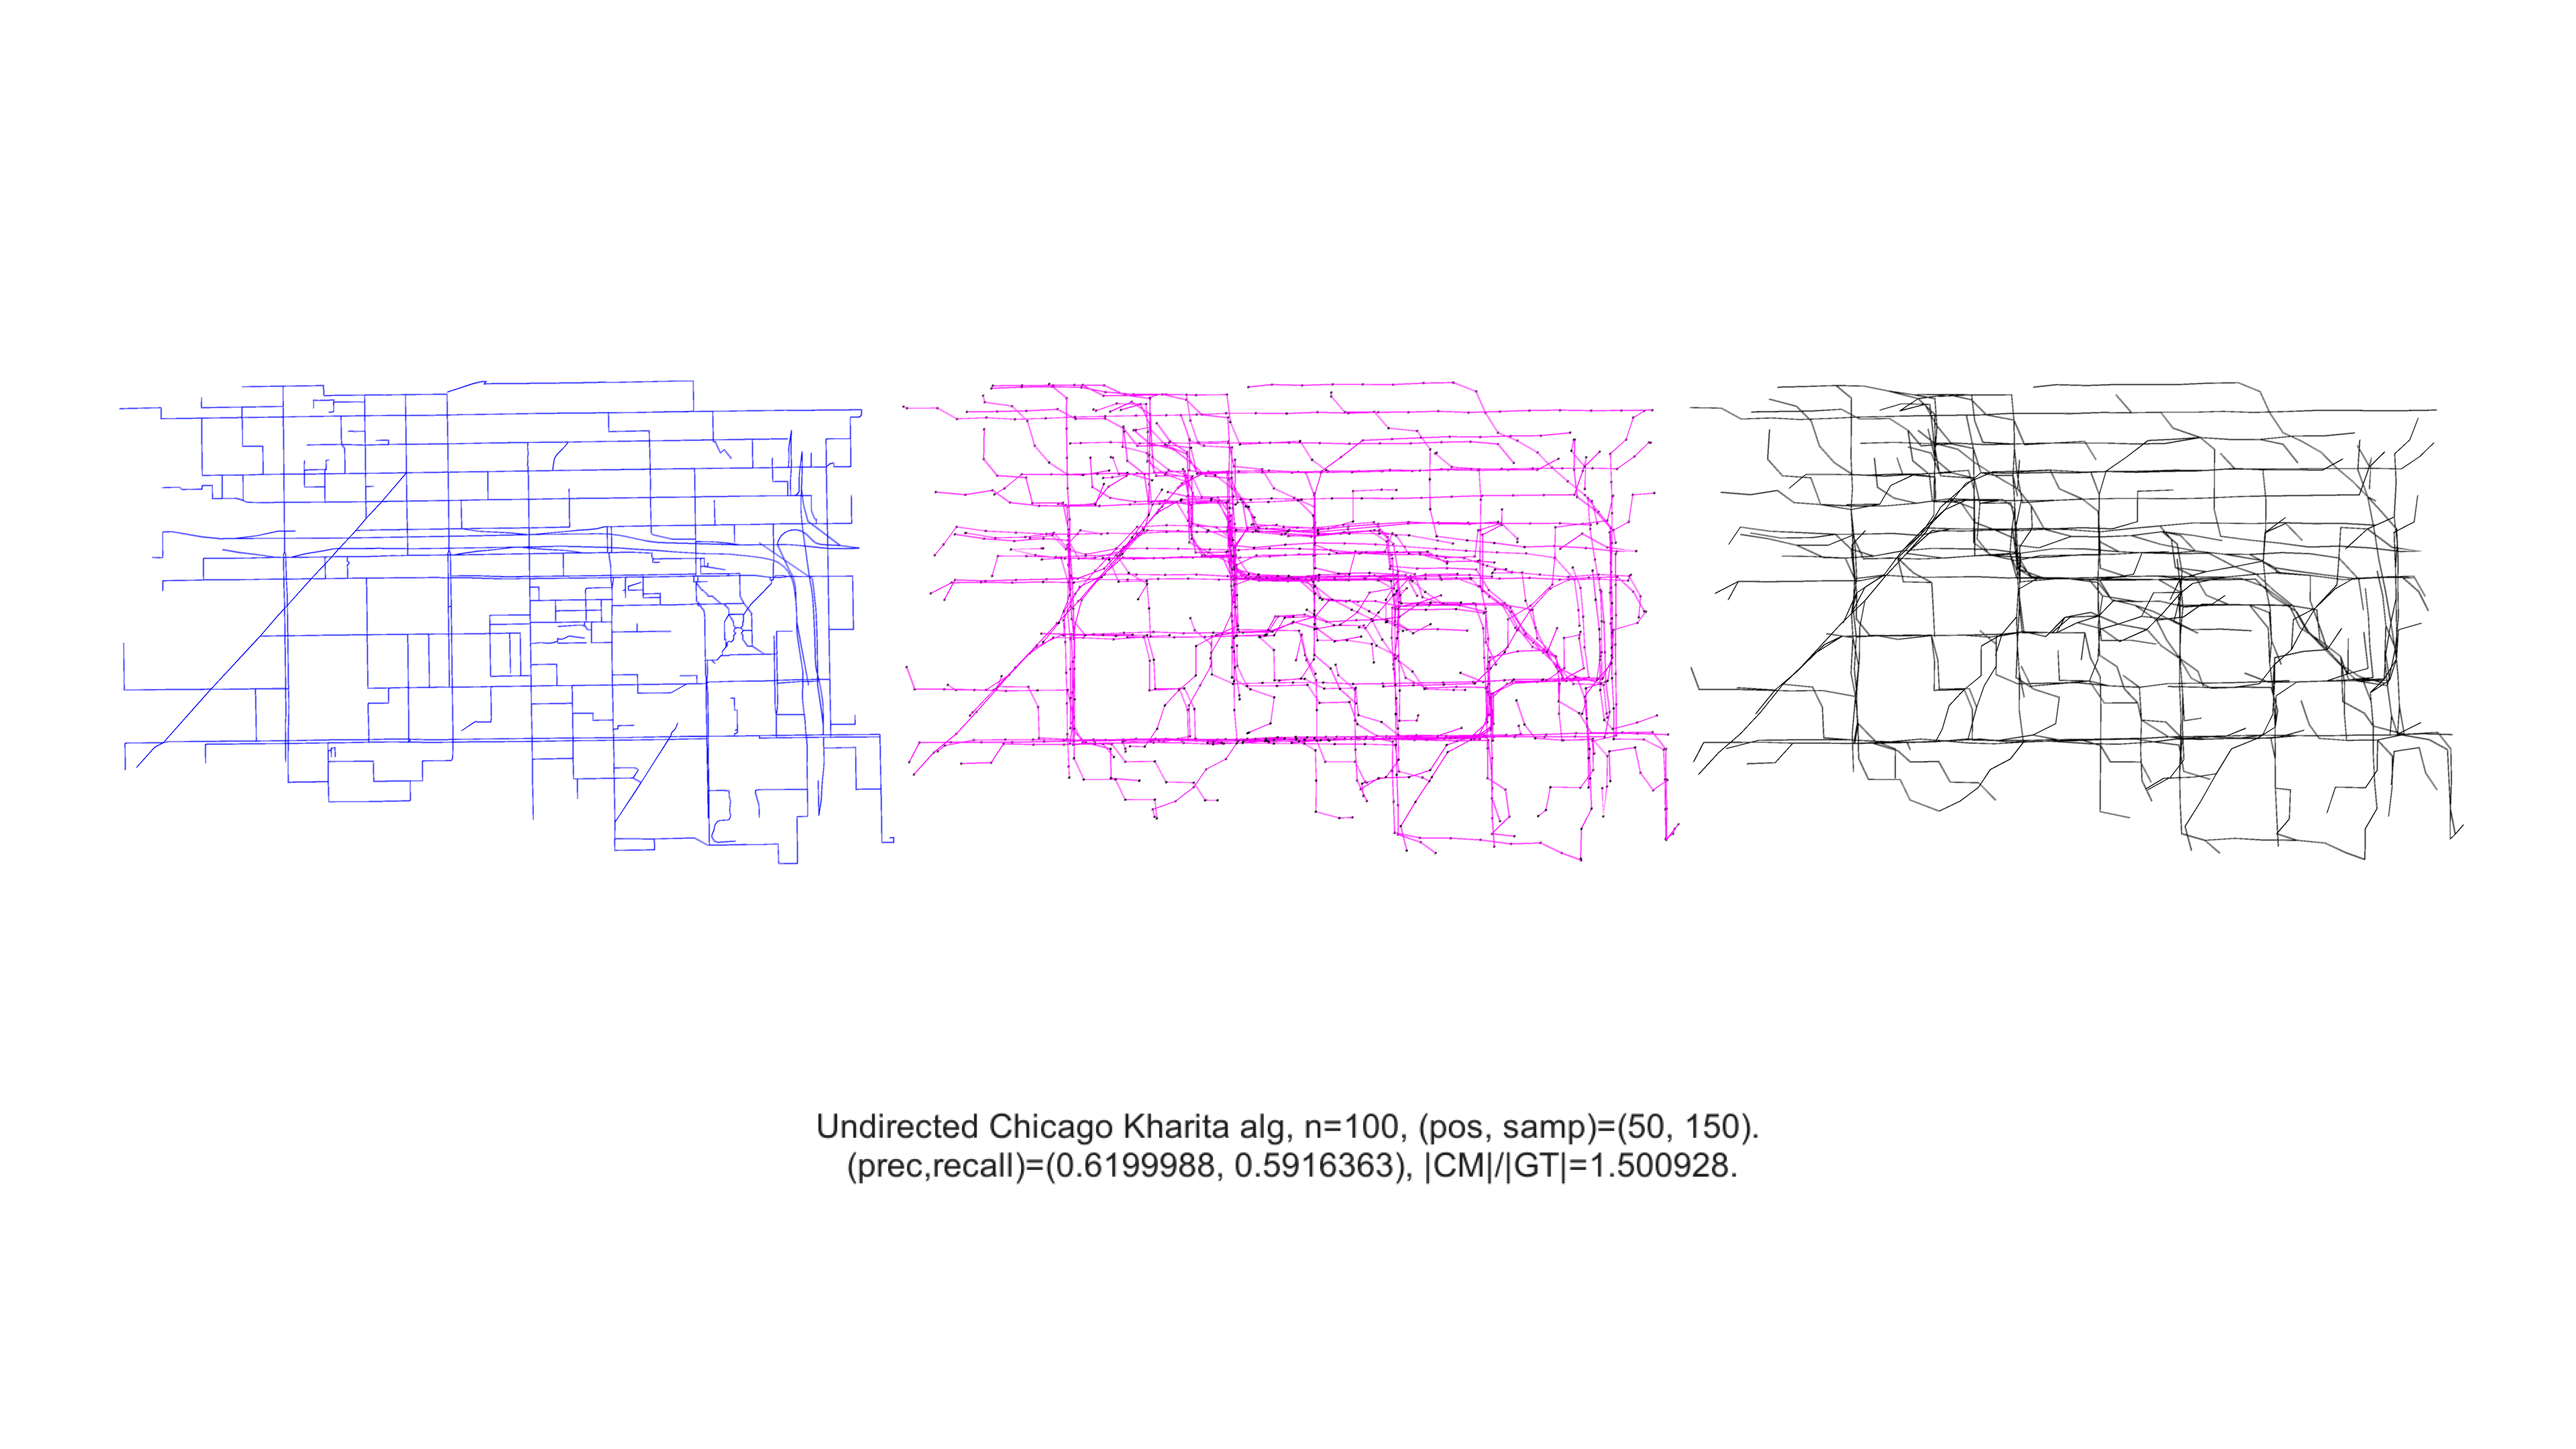 Undirected Chicago Kharita alg, n=100, (pos, samp)=(50, 150).
(prec,recall)=(0.6199988, 0.5916363), |CM|/|GT|=1.500928.